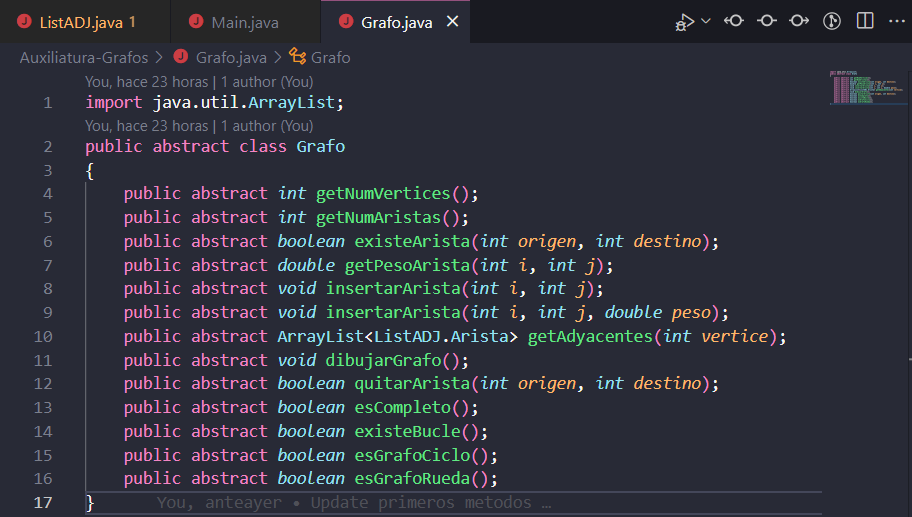 ListADJ.java 1 Main.java Grafo.java
Auxiliatura-Grafos > Grafo.java > Grafo
You, hace 23 horas | 1 author (You)
1 import java.util.ArrayList;
You, hace 23 horas | 1 author (You)
2 public abstract class Grafo
3 {
4 public abstract int getNumVertices();
5 public abstract int getNumAristas();
6 public abstract boolean existeArista(int origen, int destino);
7 public abstract double getPesoArista(int i, int j);
8 public abstract void insertarArista(int i, int j);
9 public abstract void insertarArista(int i, int j, double peso);
10 public abstract ArrayList<ListADJ.Arista> getAdyacentes(int vertice);
11 public abstract void dibujarGrafo();
12 public abstract boolean quitarArista(int origen, int destino);
13 public abstract boolean esCompleto();
14 public abstract boolean existeBucle();
15 public abstract boolean esGrafoCiclo();
16 public abstract boolean esGrafoRueda();
17 } You, anteayer • Update primeros metodos …